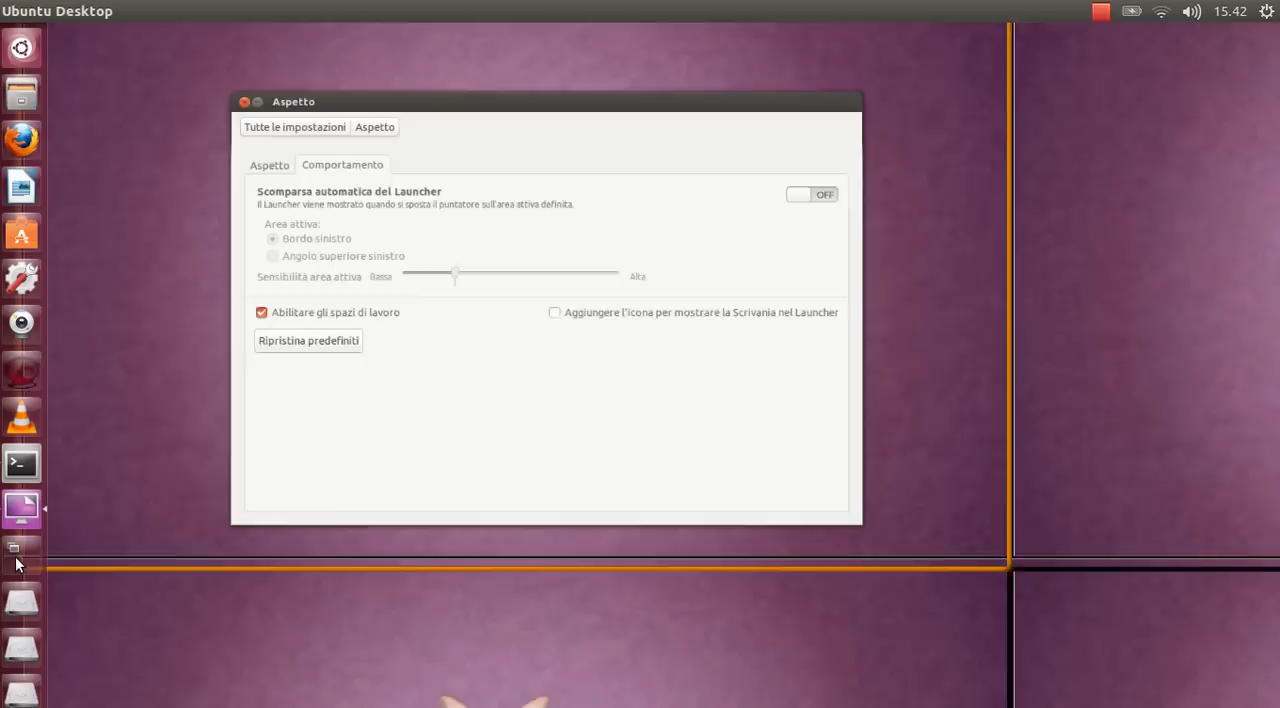 Ubuntu Desktop
15.42
Aspetto
Tutte le impostazioni Aspetto
Aspetto Comportamento
Scomparsa automatica del Launcher
OFF
Il Launcher viene mostrato quando si sposta il puntatore sull'area attiva definita.
Area attiva:
Bordo sinistro
Angolo superiore sinistro
Sensibilità area attiva Bassa Alta
Abilitare gli spazi di lavoro Aggiungere l'icona per mostrare la Scrivania nel Launcher
Ripristina predefiniti